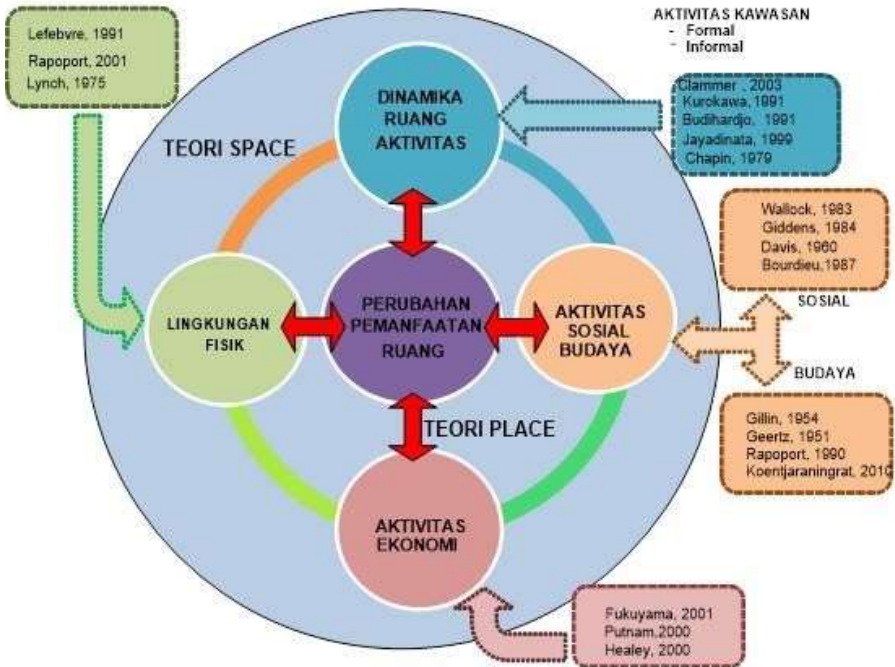 AKTIVITAS KAWASAN
- Formal
- Informal
Lefebvre, 1991
Rapoport, 2001
Lynch, 1975
DINAMIKA
RUANG
AKTIVITAS
Clammer , 2003
Kurokawa, 1991
Budihardjo, 1991
Jayadinata, 1999
Chapin, 1979
TEORI SPACE
Wallock, 1983
Giddens, 1984
Davis, 1960
Bourdieu,1987
SOSIAL
LINGKUNGAN
FISIK
PERUBAHAN
PEMANFAATAN
RUANG
AKTIVITAS
SOSIAL
BUDAYA
BUDAYA
Gillin, 1954
Geertz, 1951
Rapoport, 1990
Koentjaraningrat, 2010
TEORI PLACE
AKTIVITAS
EKONOMI
Fukuyama, 2001
Putnam,2000
Healey, 2000